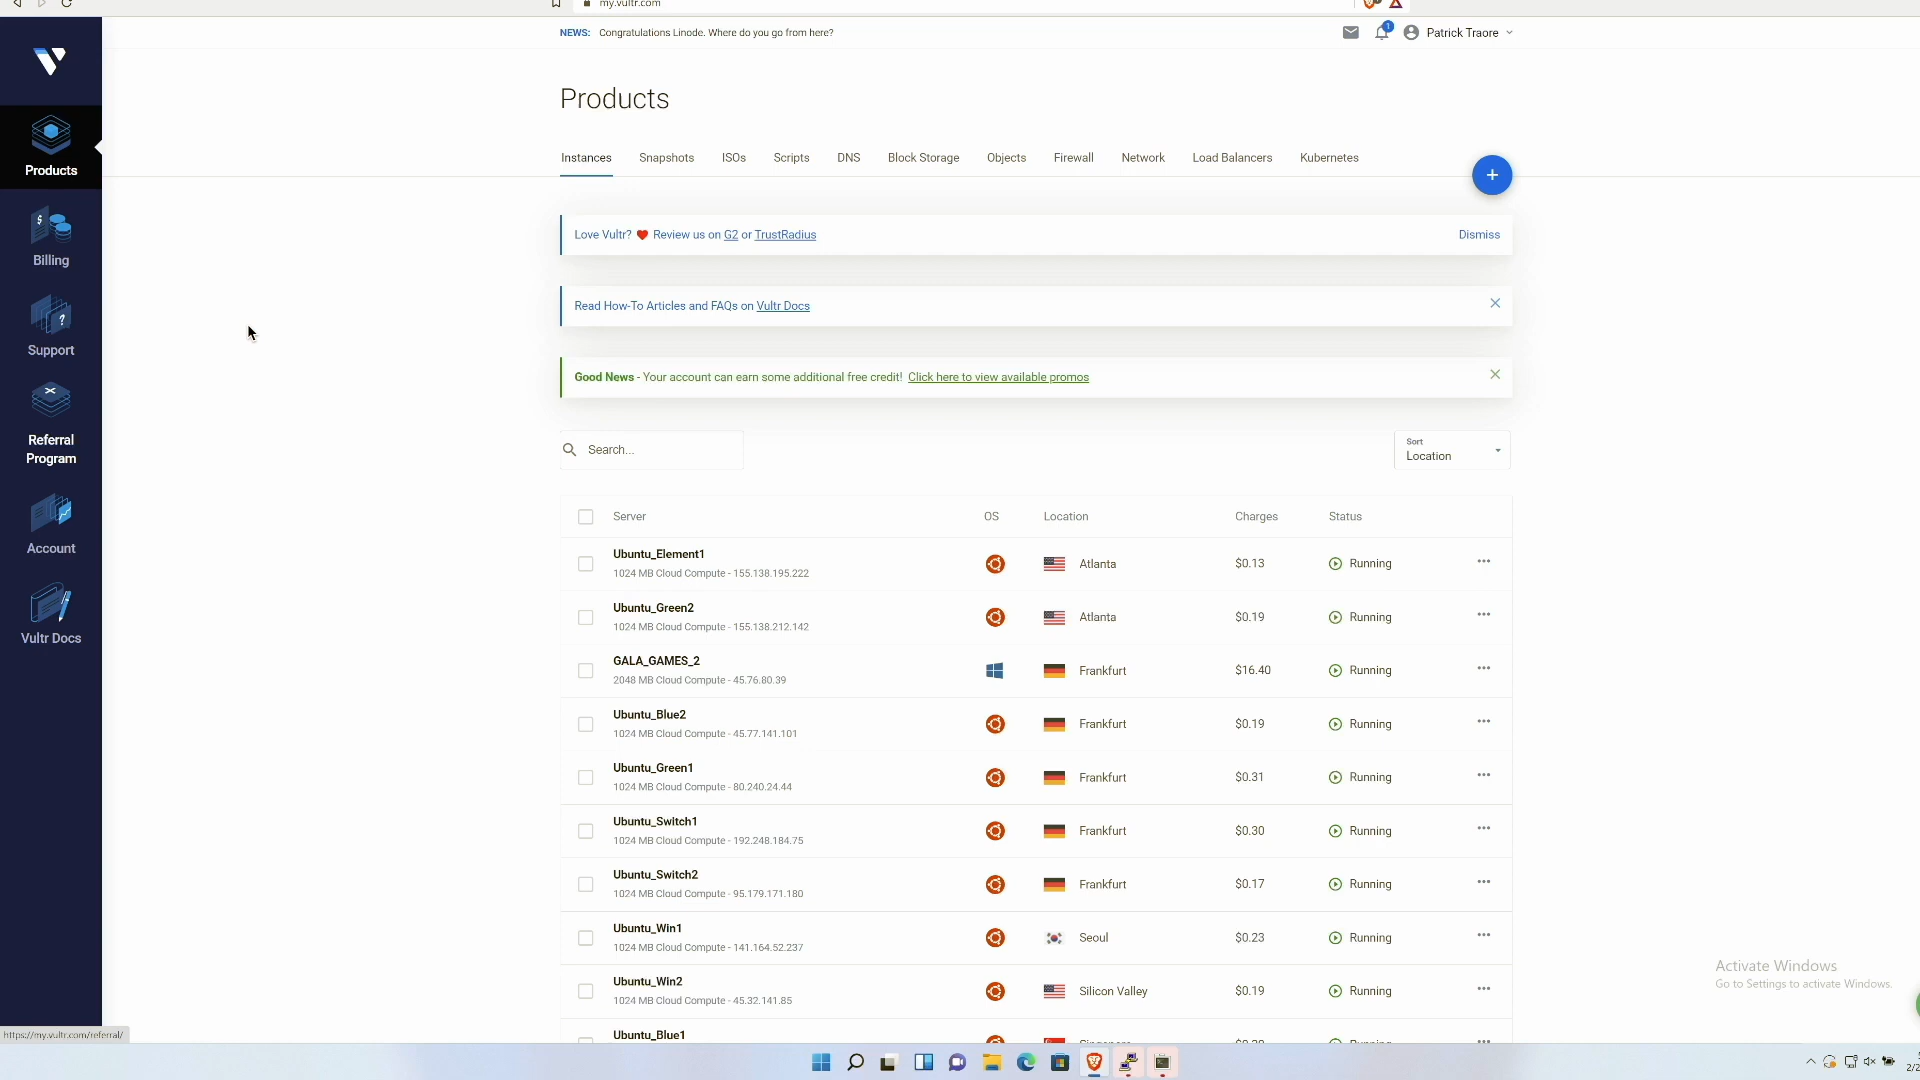 my.vultr.com
NEWS: Congratulations Linode. Where do you go from here?
1
Patrick Traore
Products
Billing
Support
Referral
Program
Account
Vultr Docs
Products
Instances Snapshots ISOs Scripts DNS Block Storage Objects Firewall Network Load Balancers Kubernetes
+
Love Vultr? ❤ Review us on G2 or TrustRadius Dismiss
Read How-To Articles and FAQs on Vultr Docs
Good News - Your account can earn some additional free credit! Click here to view available promos
Search...
Sort
Location
Server OS Location Charges Status
Ubuntu_Element1
1024 MB Cloud Compute - 155.138.195.222
Atlanta $0.13 Running
Ubuntu_Green2
1024 MB Cloud Compute - 155.138.212.142
Atlanta $0.19 Running
GALA_GAMES_2
2048 MB Cloud Compute - 45.76.80.39
Frankfurt $16.40 Running
Ubuntu_Blue2
1024 MB Cloud Compute - 45.77.141.101
Frankfurt $0.19 Running
Ubuntu_Green1
1024 MB Cloud Compute - 80.240.24.44
Frankfurt $0.31 Running
Ubuntu_Switch1
1024 MB Cloud Compute - 192.248.184.75
Frankfurt $0.30 Running
Ubuntu_Switch2
1024 MB Cloud Compute - 95.179.171.180
Frankfurt $0.17 Running
Ubuntu_Win1
1024 MB Cloud Compute - 141.164.52.237
Seoul $0.23 Running
Ubuntu_Win2
1024 MB Cloud Compute - 45.32.141.85
Silicon Valley $0.19 Running
Ubuntu_Blue1
Activate Windows
Go to Settings to activate Windows.
https://my.vultr.com/referral/